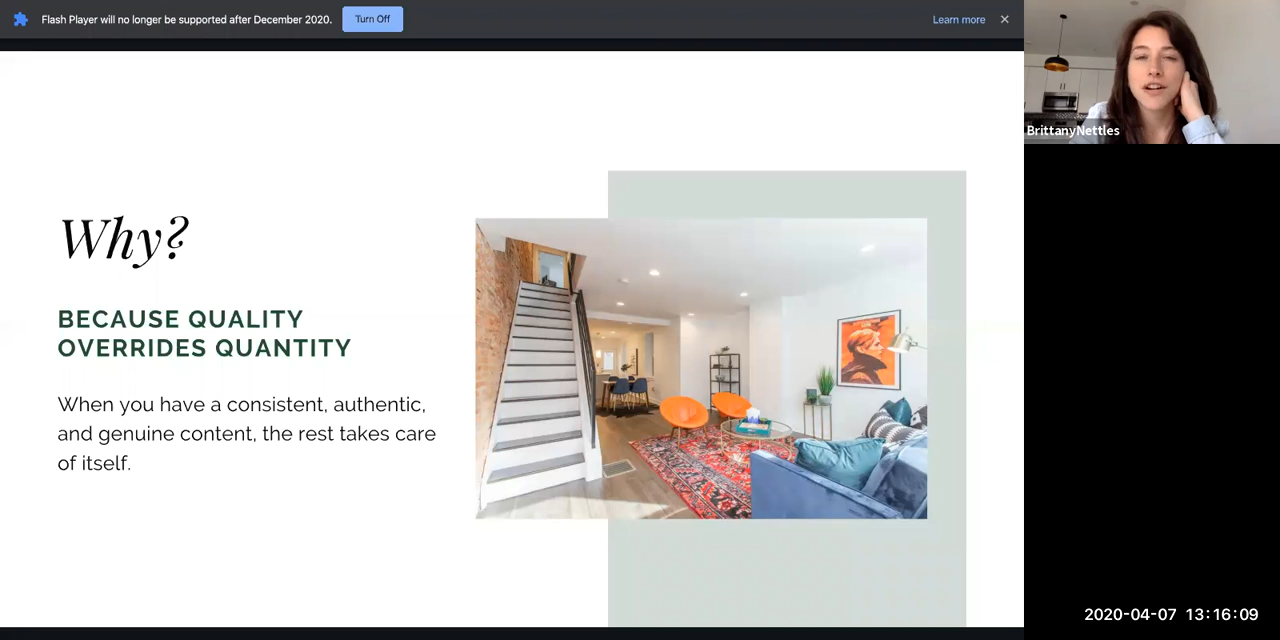 Flash Player will no longer be supported after December 2020.
Turn Off
Learn more
BrittanyNettles
Why?
BECAUSE QUALITY
OVERRIDES QUANTITY
When you have a consistent, authentic,
and genuine content, the rest takes care
of itself.
2020-04-07 13:16:09